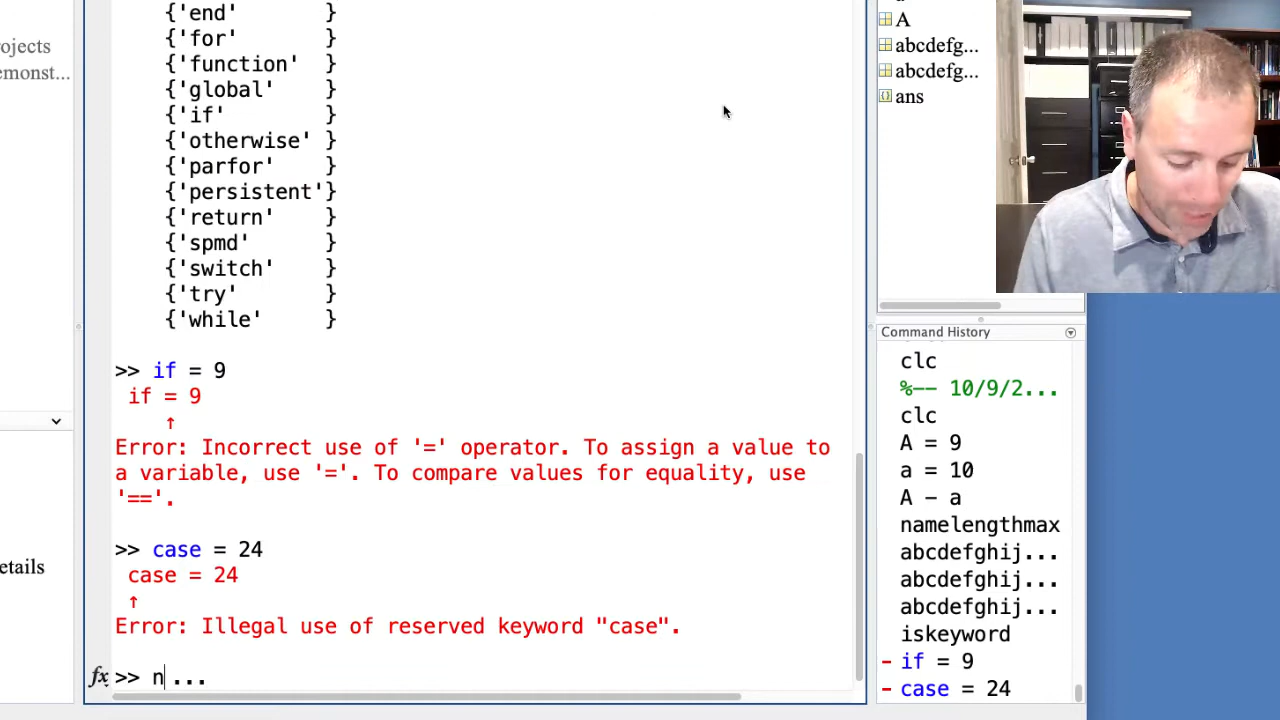 rojects
emonst...
etails
{'end' }
{'for' }
{'function' }
{'global' }
{'if' }
{'otherwise' }
{'parfor' }
{'persistent'}
{'return' }
{'spmd' }
{'switch' }
{'try' }
{'while' }
>> if = 9
if = 9
↑
Error: Incorrect use of '=' operator. To assign a value to
a variable, use '='. To compare values for equality, use
'=='.
>> case = 24
case = 24
↑
Error: Illegal use of reserved keyword "case".
fx >> n ...
A
abcdefg...
abcdefg...
ans
Command History
clc
%-- 10/9/2...
clc
A = 9
a = 10
A - a
namelengthmax
abcdefghij...
abcdefghij...
abcdefghij...
iskeyword
if = 9
case = 24